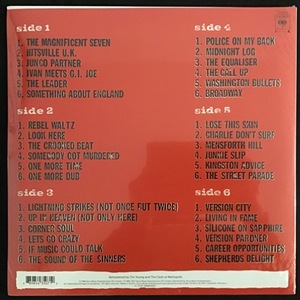 side 1
1. THE MAGNIFICENT SEVEN
2. HITSVILLE U.K.
3. JUNCO PARTNER
4. IVAN MEETS G.I. JOE
5. THE LEADER
6. SOMETHING ABOUT ENGLAND
side 2
1. REBEL WALTZ
2. LOOK HERE
3. THE CROOKED BEAT
4. SOMEBODY GOT MURDERED
5. ONE MORE TIME
6. ONE MORE DUB
side 3
1. LIGHTNING STRIKES (NOT ONCE BUT TWICE)
2. UP IN HEAVEN (NOT ONLY HERE)
3. CORNER SOUL
4. LETS GO CRAZY
5. IF MUSIC COULD TALK
6. THE SOUND OF THE SINNERS
side 4
1. POLICE ON MY BACK
2. MIDNIGHT LOG
3. THE EQUALISER
4. THE CALL UP
5. WASHINGTON BULLETS
6. BROADWAY
side 5
1. LOSE THIS SKIN
2. CHARLIE DON'T SURF
3. MENSFORTH HILL
4. JUNKIE SLIP
5. KINGSTON ADVICE
6. THE STREET PARADE
side 6
1. VERSION CITY
2. LIVING IN FAME
3. SILICONE ON SAPPHIRE
4. VERSION PARDNER
5. CAREER OPPORTUNITIES
6. SHEPHERDS DELIGHT